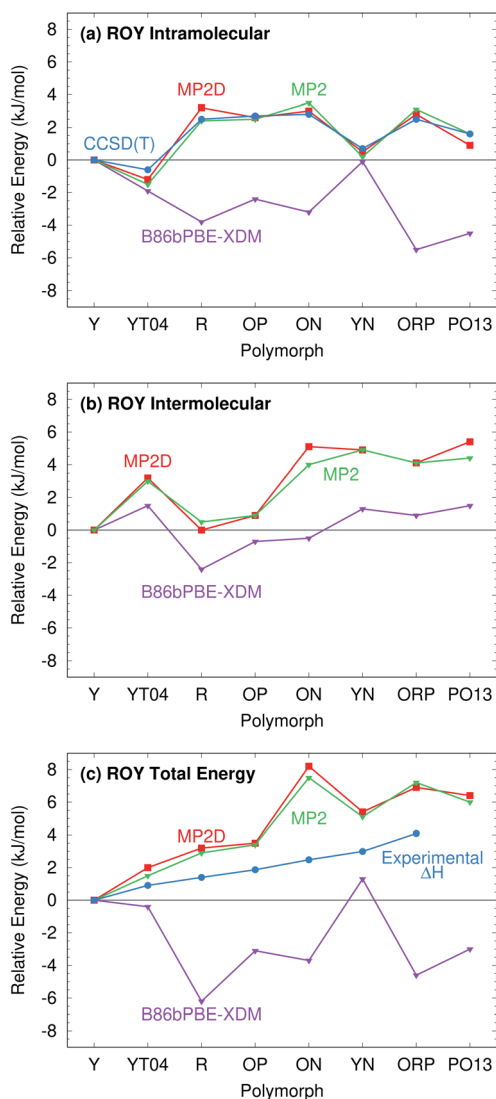 (a) ROY Intramolecular
8
6
4
2
0
-2
-4
-6
-8
Relative Energy (kJ/mol)
MP2D
MP2
CCSD(T)
B86bPBE-XDM
Y YT04 R OP ON YN ORP PO13
Polymorph
(b) ROY Intermolecular
8
6
4
2
0
-2
-4
-6
-8
Relative Energy (kJ/mol)
MP2D
MP2
B86bPBE-XDM
Y YT04 R OP ON YN ORP PO13
Polymorph
(c) ROY Total Energy
8
6
4
2
0
-2
-4
-6
-8
Relative Energy (kJ/mol)
MP2D
MP2
Experimental
ΔH
B86bPBE-XDM
Y YT04 R OP ON YN ORP PO13
Polymorph